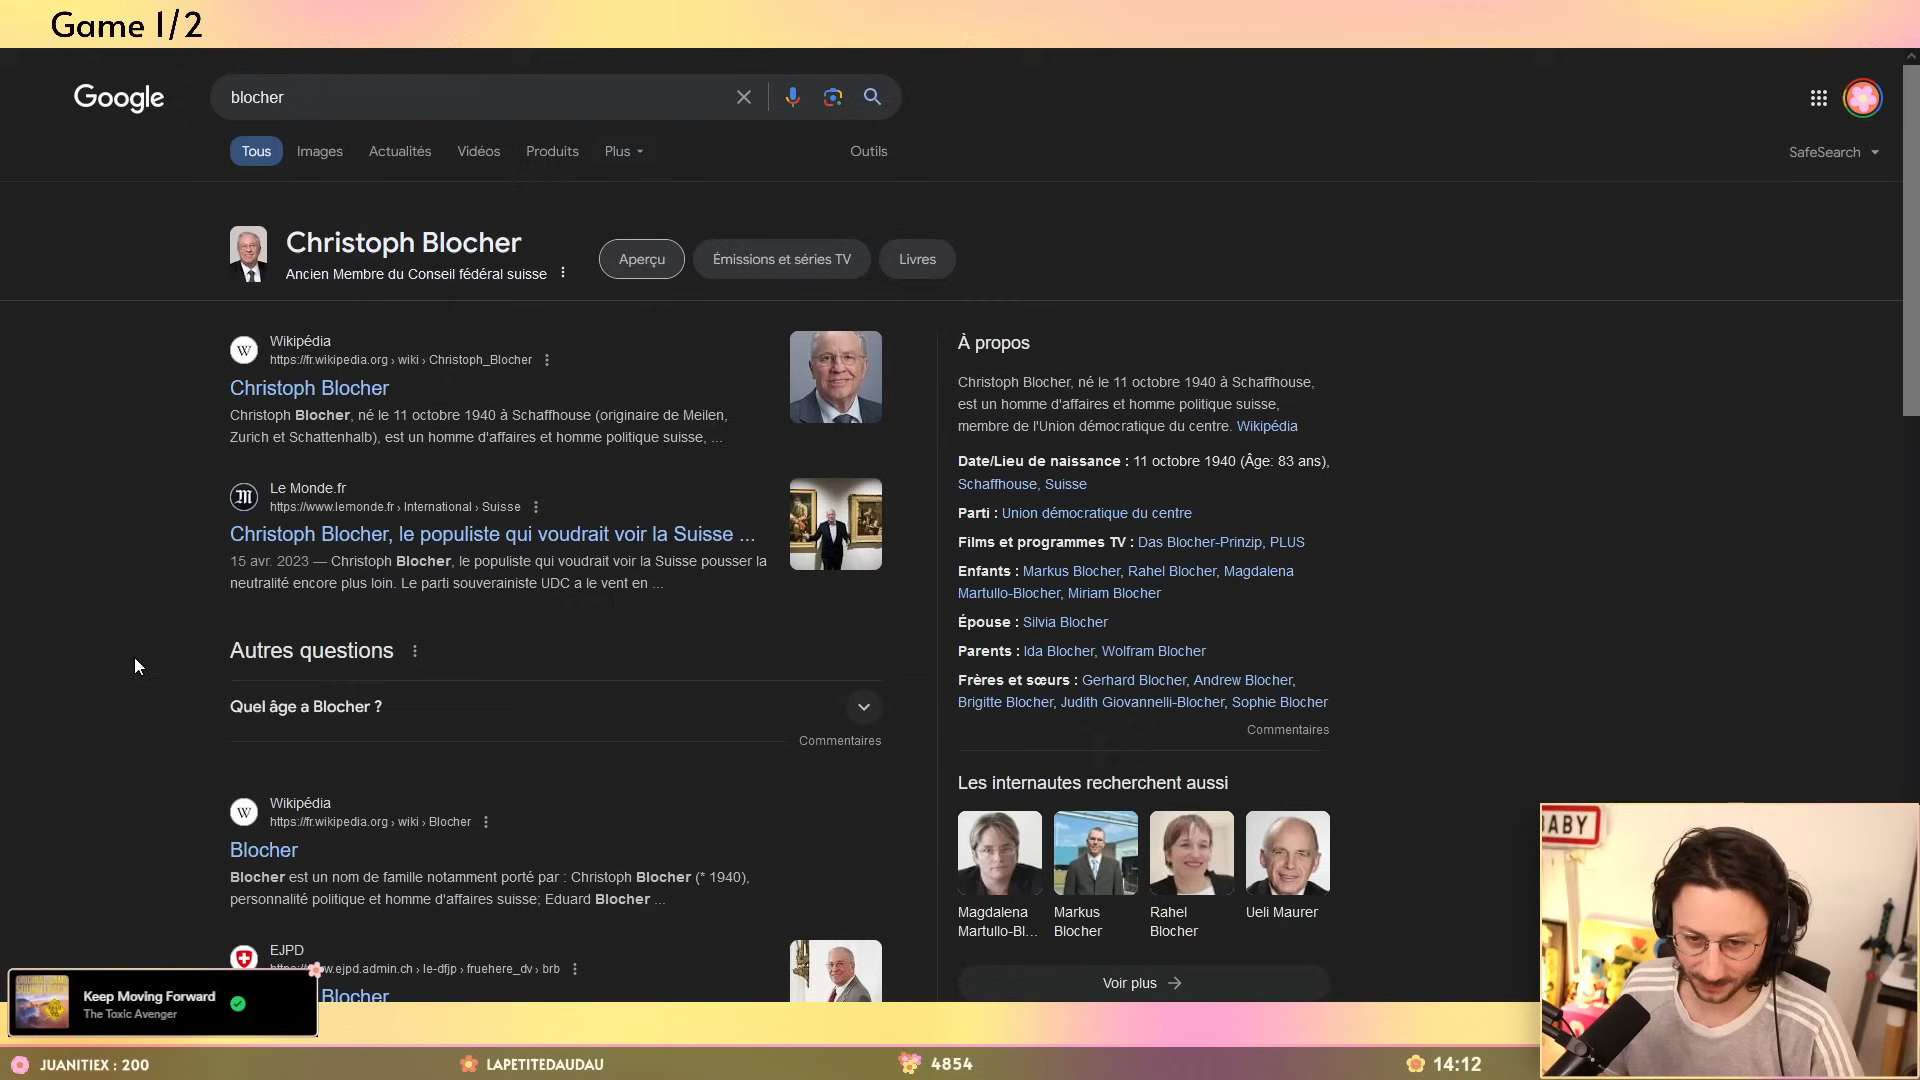 Game 1/2
Google
blocher
Tous
Images
Actualités
Vidéos
Produits
Plus
Outils
SafeSearch
Christoph Blocher
Ancien Membre du Conseil fédéral suisse
Aperçu
Émissions et séries TV
Livres
W
Wikipédia
https://fr.wikipedia.org › wiki › Christoph_Blocher
Christoph Blocher
Christoph Blocher, né le 11 octobre 1940 à Schaffhouse (originaire de Meilen,
Zurich et Schattenhalb), est un homme d'affaires et homme politique suisse, ...
Le Monde.fr
https://www.lemonde.fr › International › Suisse
Christoph Blocher, le populiste qui voudrait voir la Suisse ...
15 avr. 2023 — Christoph Blocher, le populiste qui voudrait voir la Suisse pousser la
neutralité encore plus loin. Le parti souverainiste UDC a le vent en ...
Autres questions
Quel âge a Blocher ?
Commentaires
W
Wikipédia
https://fr.wikipedia.org › wiki › Blocher
Blocher
Blocher est un nom de famille notamment porté par : Christoph Blocher (* 1940),
personnalité politique et homme d'affaires suisse; Eduard Blocher ...
EJPD
w.ejpd.admin.ch › le-dfjp › fruehere_dv › brb
Blocher
À propos
Christoph Blocher, né le 11 octobre 1940 à Schaffhouse,
est un homme d'affaires et homme politique suisse,
membre de l'Union démocratique du centre. Wikipédia
Date/Lieu de naissance : 11 octobre 1940 (Âge: 83 ans),
Schaffhouse, Suisse
Parti : Union démocratique du centre
Films et programmes TV : Das Blocher-Prinzip, PLUS
Enfants : Markus Blocher, Rahel Blocher, Magdalena
Martullo-Blocher, Miriam Blocher
Épouse : Silvia Blocher
Parents : Ida Blocher, Wolfram Blocher
Frères et sœurs : Gerhard Blocher, Andrew Blocher,
Brigitte Blocher, Judith Giovannelli-Blocher, Sophie Blocher
Commentaires
Les internautes recherchent aussi
Magdalena
Martullo-Bl...
Markus
Blocher
Rahel
Blocher
Ueli Maurer
Voir plus
BABY
Keep Moving Forward
The Toxic Avenger
JUANITIEX : 200
LAPETITEDAUDAU
4854
14:12